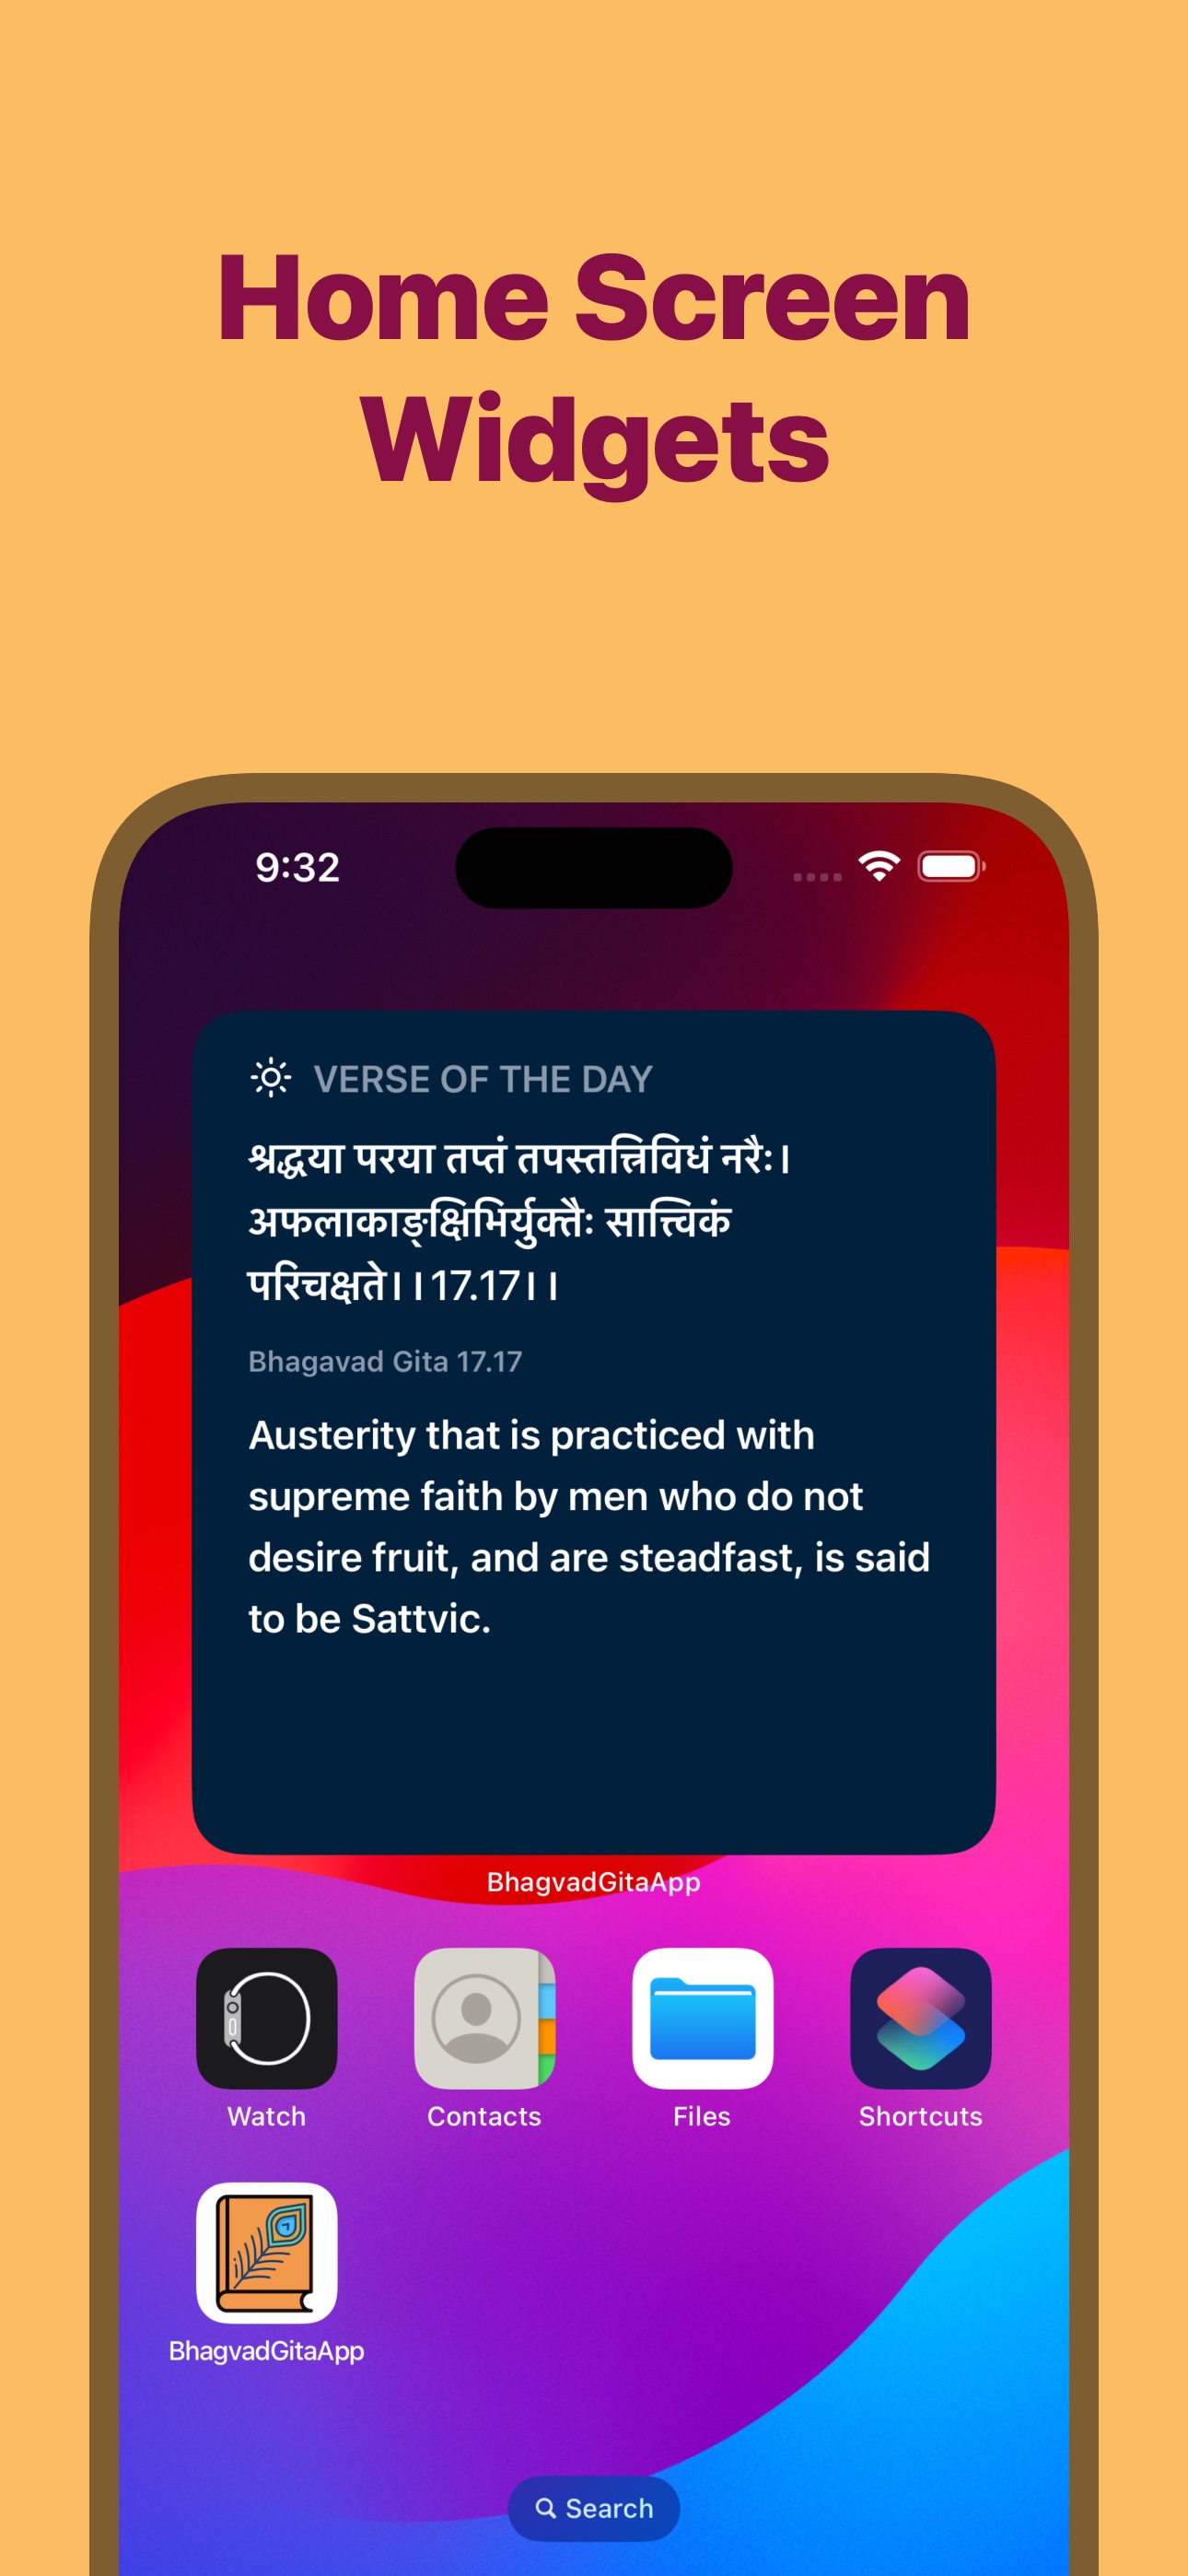 Home Screen
Widgets
9:32
VERSE OF THE DAY
श्रद्धया परया तप्तं तपस्तत्त्रिविधं नरैः।
अफलाकाङ्क्षिभिर्युक्तैः सात्त्विकं
परिचक्षते।।17.17।।
Bhagavad Gita 17.17
Austerity that is practiced with
supreme faith by men who do not
desire fruit, and are steadfast, is said
to be Sattvic.
BhagvadGitaApp
Watch Contacts Files Shortcuts
BhagvadGitaApp
Search